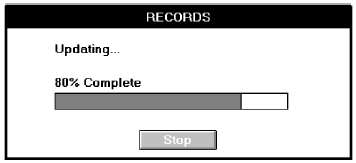 RECORDS
Updating...
80% Complete
Stop